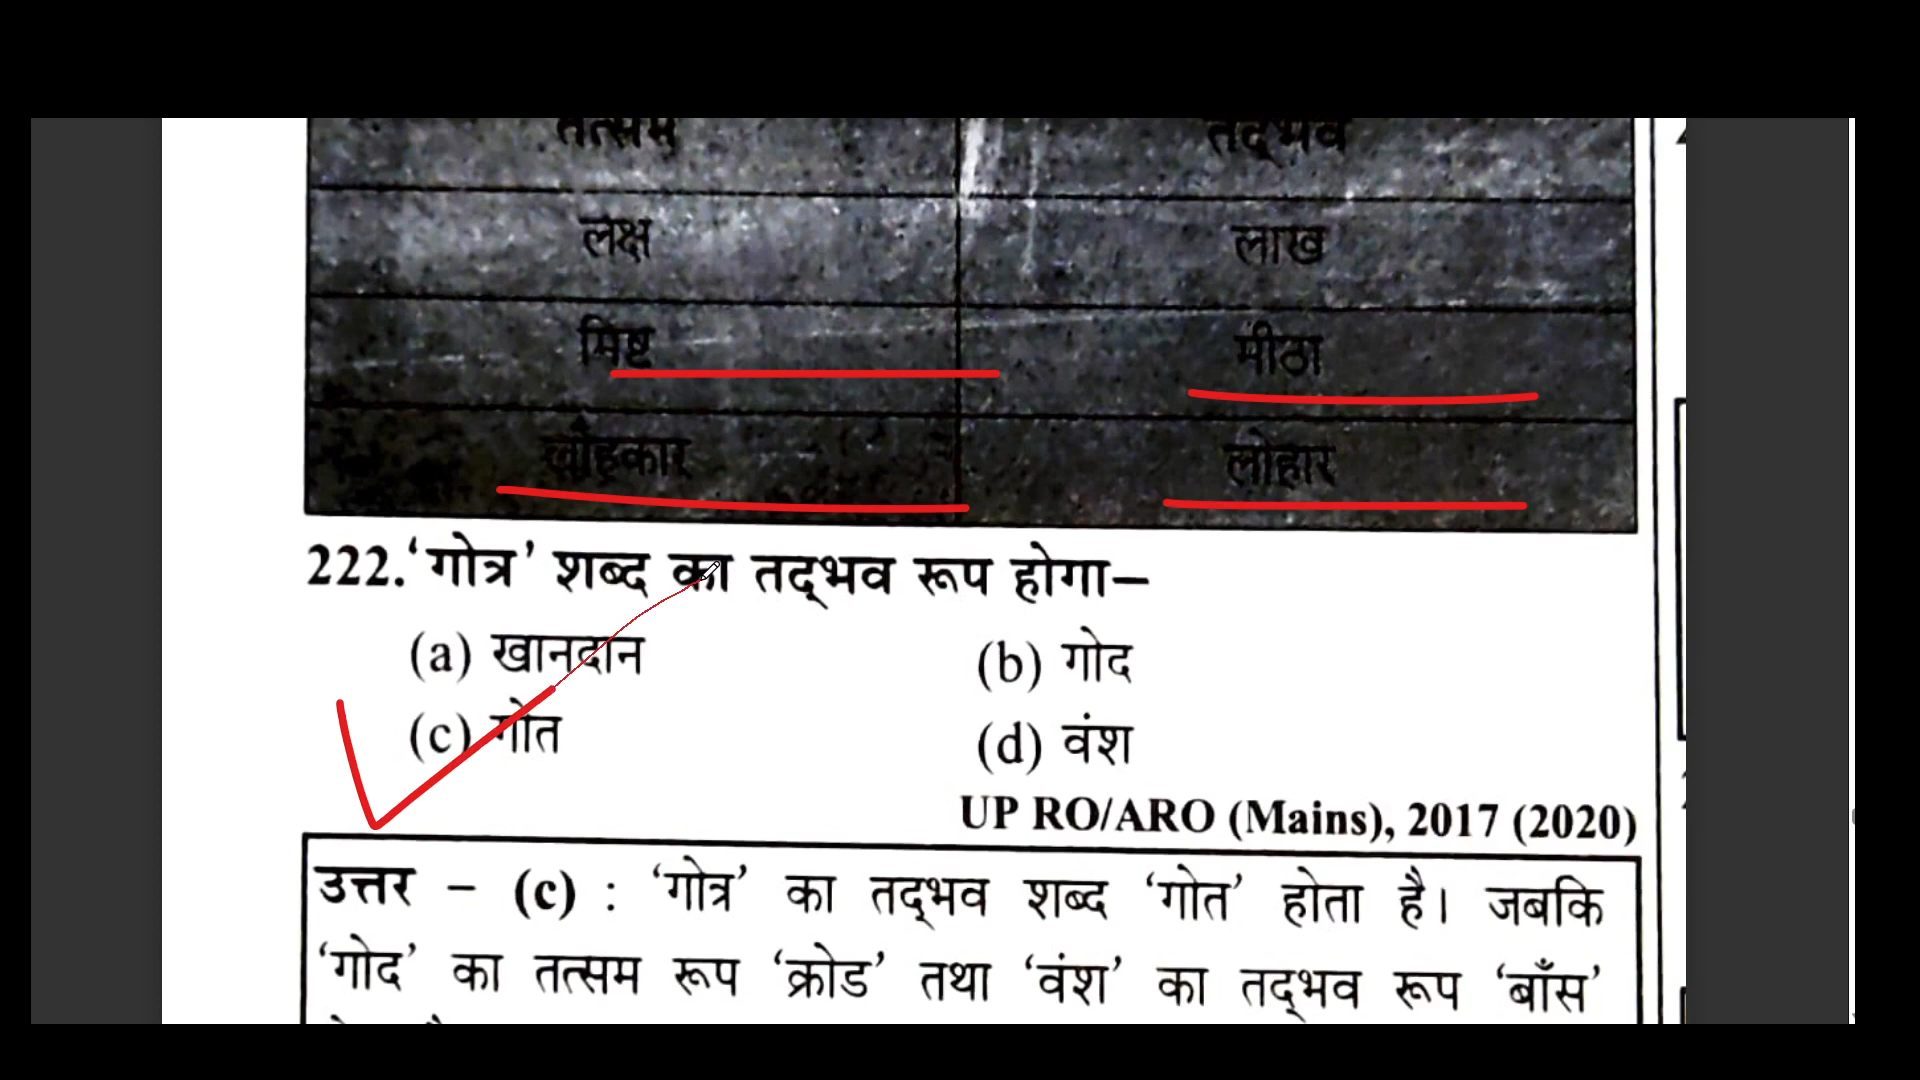 तत्सम तद्भव
लक्ष लाख
मिष्ट मीठा
लौहकार लोहार
222. ‘गोत्र’ शब्द का तद्भव रूप होगा–
(a) खानदान (b) गोद
(c) गोत (d) वंश
UP RO/ARO (Mains), 2017 (2020)
उत्तर – (c) : ‘गोत्र’ का तद्भव शब्द ‘गोत’ होता है। जबकि
‘गोद’ का तत्सम रूप ‘क्रोड’ तथा ‘वंश’ का तद्भव रूप ‘बाँस’